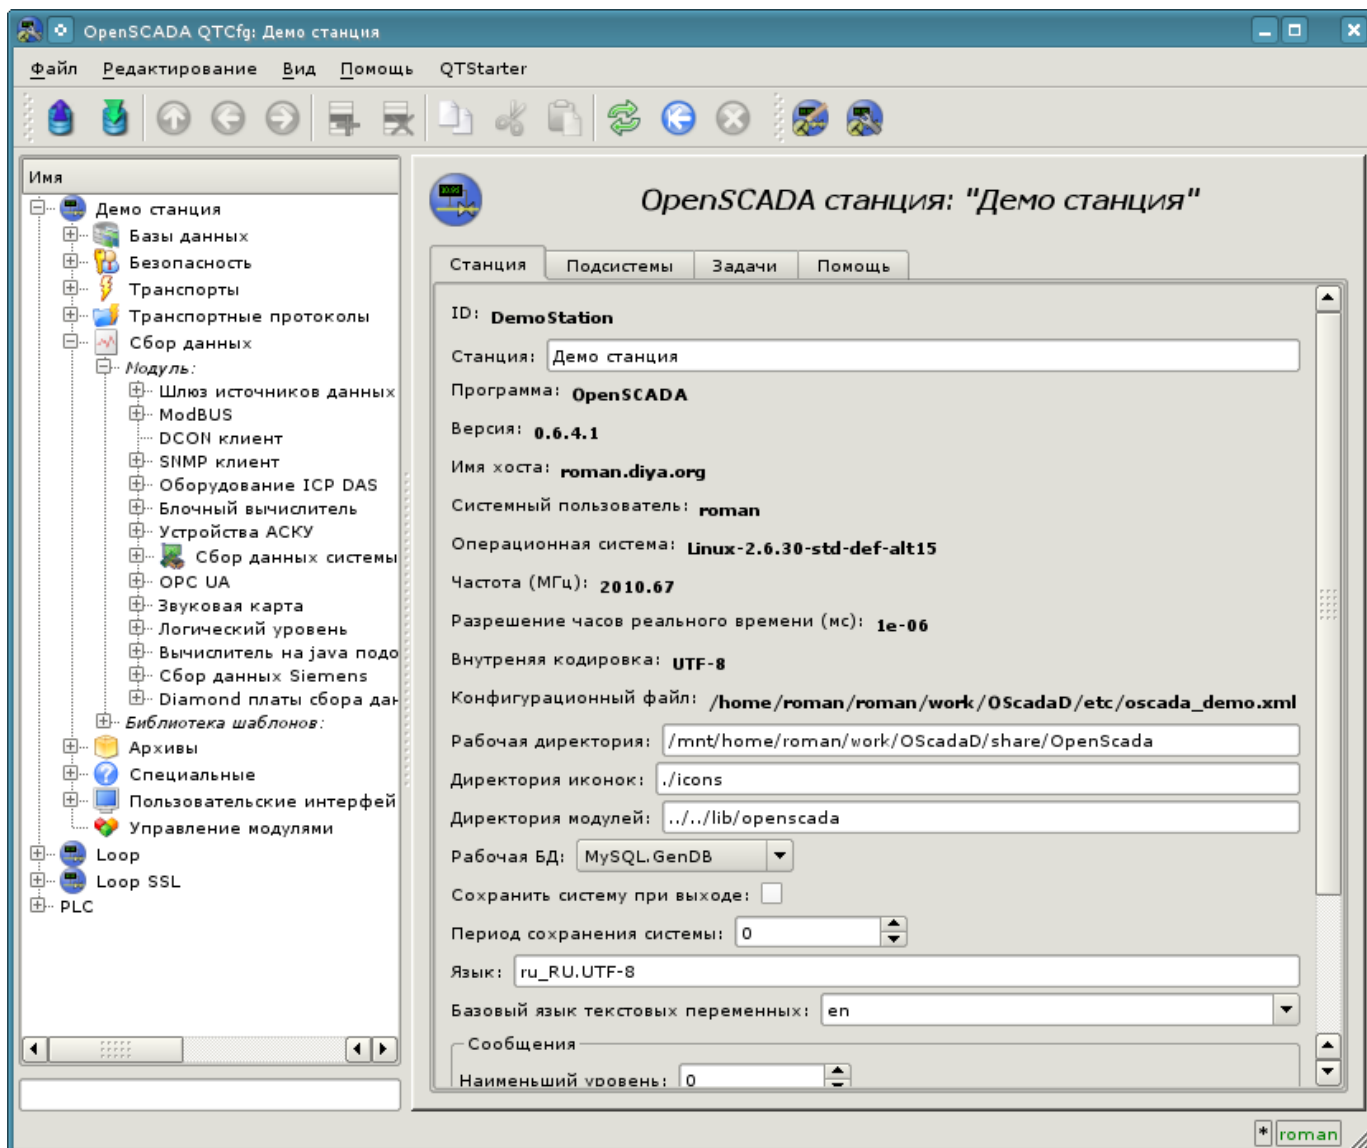 OpenSCADA QTCfg: Демо станция
Файл Редактирование Вид Помощь QTStarter
Имя
Демо станция
Базы данных
Безопасность
Транспорты
Транспортные протоколы
Сбор данных
Модуль:
Шлюз источников данных
ModBUS
DCON клиент
SNMP клиент
Оборудование ICP DAS
Блочный вычислитель
Устройства АСКУ
Сбор данных системы
OPC UA
Звуковая карта
Логический уровень
Вычислитель на java подо
Сбор данных Siemens
Diamond платы сбора дан
Библиотека шаблонов:
Архивы
Специальные
Пользовательские интерфей
Управление модулями
Loop
Loop SSL
PLC
OpenSCADA станция: "Демо станция"
Станция Подсистемы Задачи Помощь
ID: DemoStation
Станция: Демо станция
Программа: OpenSCADA
Версия: 0.6.4.1
Имя хоста: roman.diya.org
Системный пользователь: roman
Операционная система: Linux-2.6.30-std-def-alt15
Частота (МГц): 2010.67
Разрешение часов реального времени (мс): 1e-06
Внутреняя кодировка: UTF-8
Конфигурационный файл: /home/roman/roman/work/OScadaD/etc/oscada_demo.xml
Рабочая директория: /mnt/home/roman/work/OScadaD/share/OpenScada
Директория иконок: ./icons
Директория модулей: ../../lib/openscada
Рабочая БД: MySQL.GenDB
Сохранить систему при выходе:
Период сохранения системы: 0
Язык: ru_RU.UTF-8
Базовый язык текстовых переменных: en
Сообщения
Наименьший уровень: 0
* roman